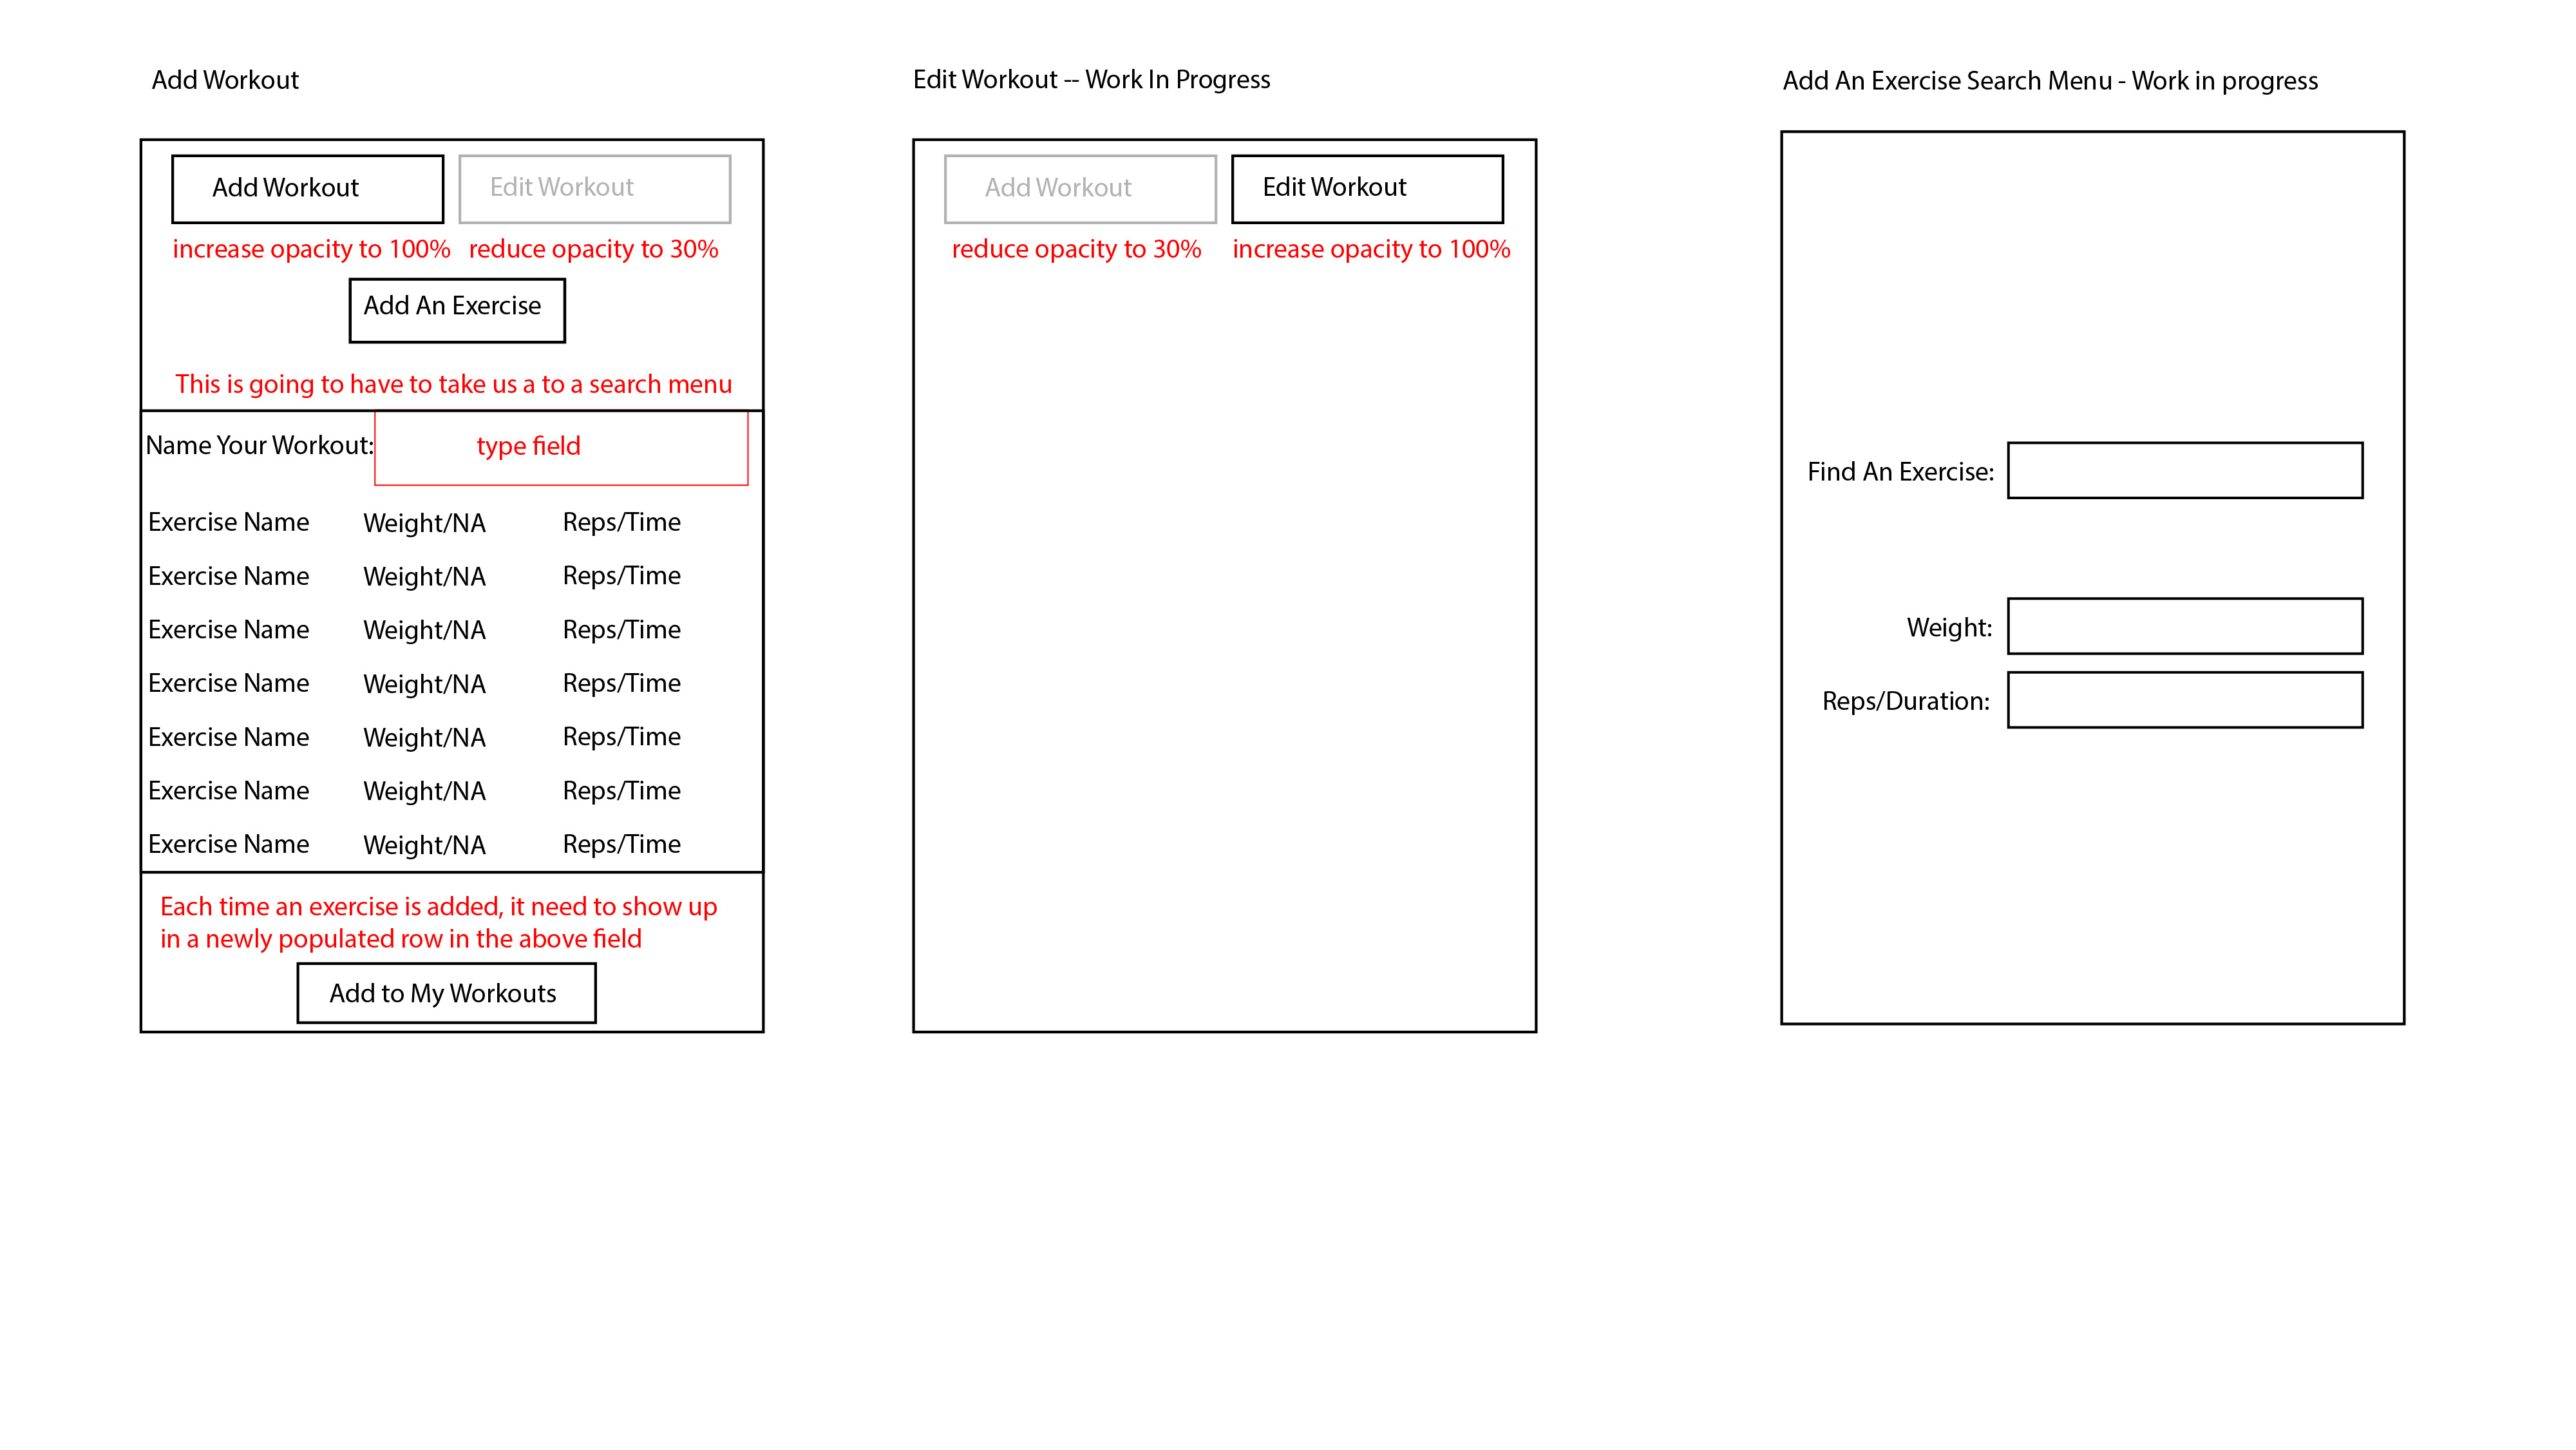 Add Workout
Add Workout
Edit Workout
increase opacity to 100%
reduce opacity to 30%
Add An Exercise
This is going to have to take us a to a search menu
Name Your Workout:
type field
Exercise Name Weight/NA Reps/Time
Exercise Name Weight/NA Reps/Time
Exercise Name Weight/NA Reps/Time
Exercise Name Weight/NA Reps/Time
Exercise Name Weight/NA Reps/Time
Exercise Name Weight/NA Reps/Time
Exercise Name Weight/NA Reps/Time
Each time an exercise is added, it need to show up
in a newly populated row in the above field
Add to My Workouts
Edit Workout -- Work In Progress
Add Workout
Edit Workout
reduce opacity to 30%
increase opacity to 100%
Add An Exercise Search Menu - Work in progress
Find An Exercise:
Weight:
Reps/Duration: